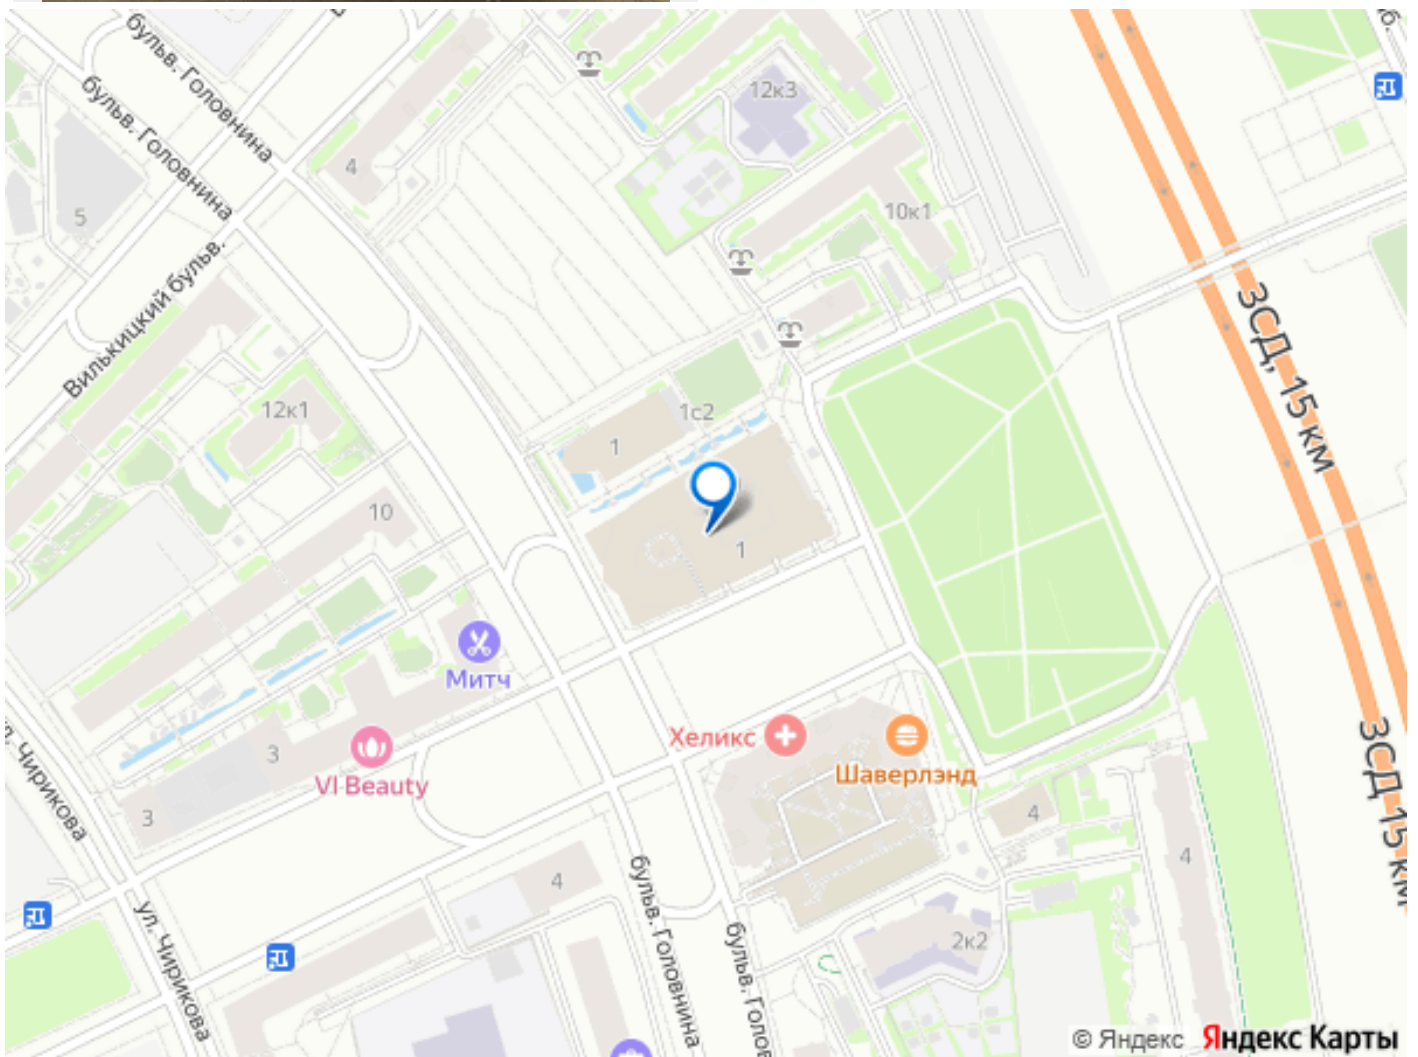 бульв. Головнина
бульв. Головнина
12к3
4
5
10к1
Вилькицкий бульв.
ЗСД, 15 км
12к1
1с2
1
10
1
Митч
Хеликс
Шаверлэнд
VI Beauty
3
3
Чирикова
4
4
4
ЗСД 15 км
ул. Чирикова
бульв. Головнина
бульв. Голов
2к2
© Яндекс Яндекс Карты